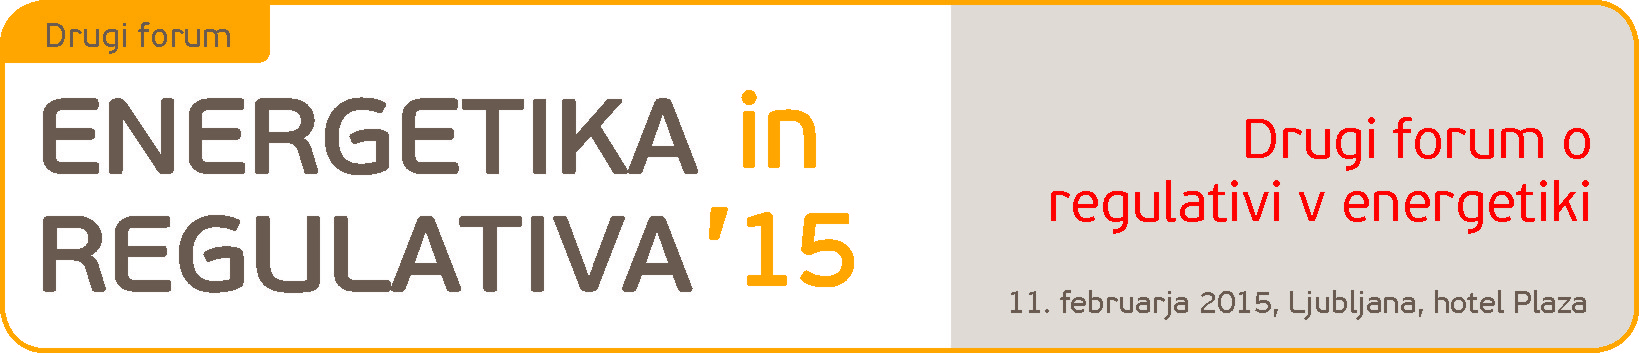 Drugi forum
ENERGETIKA in
REGULATIVA '15
Drugi forum o
regulativi v energetiki
11. februarja 2015, Ljubljana, hotel Plaza